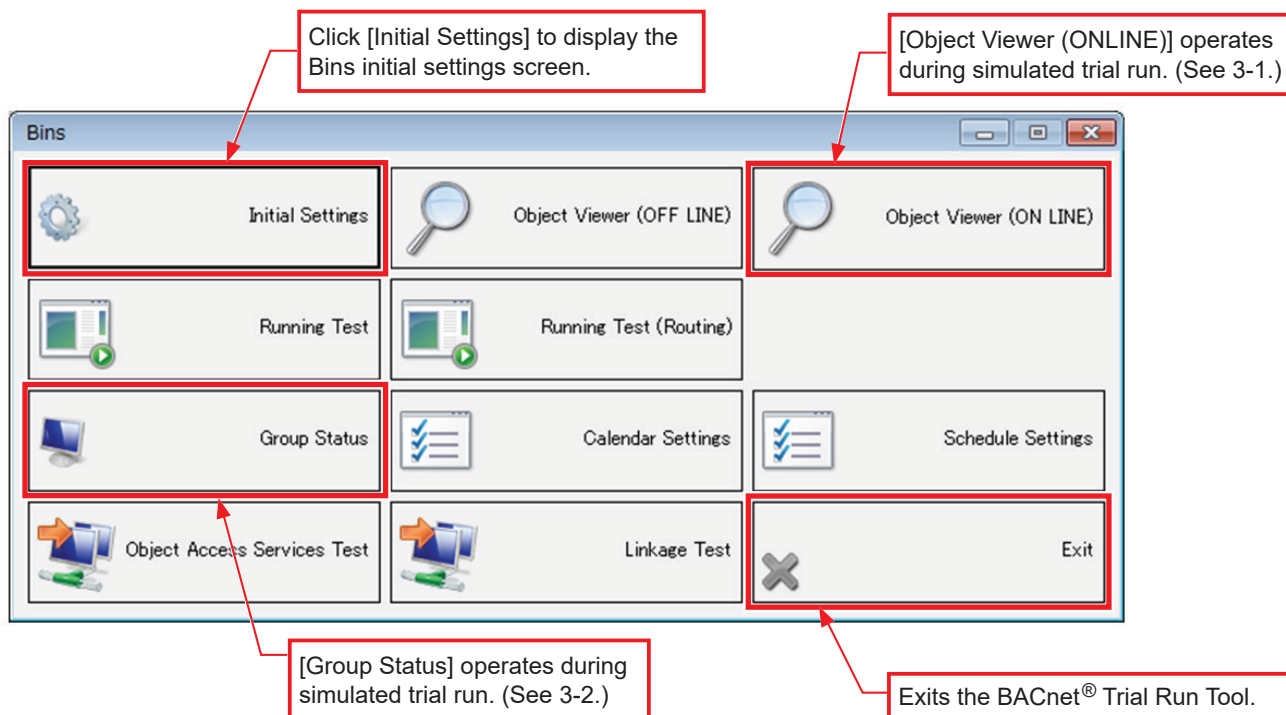 Click [Initial Settings] to display the
Bins initial settings screen.
[Object Viewer (ONLINE)] operates
during simulated trial run. (See 3-1.)
Bins
Initial Settings
Object Viewer (OFF LINE)
Object Viewer (ON LINE)
Running Test
Running Test (Routing)
Group Status
Calendar Settings
Schedule Settings
Object Access Services Test
Linkage Test
Exit
[Group Status] operates during
simulated trial run. (See 3-2.)
Exits the BACnet® Trial Run Tool.